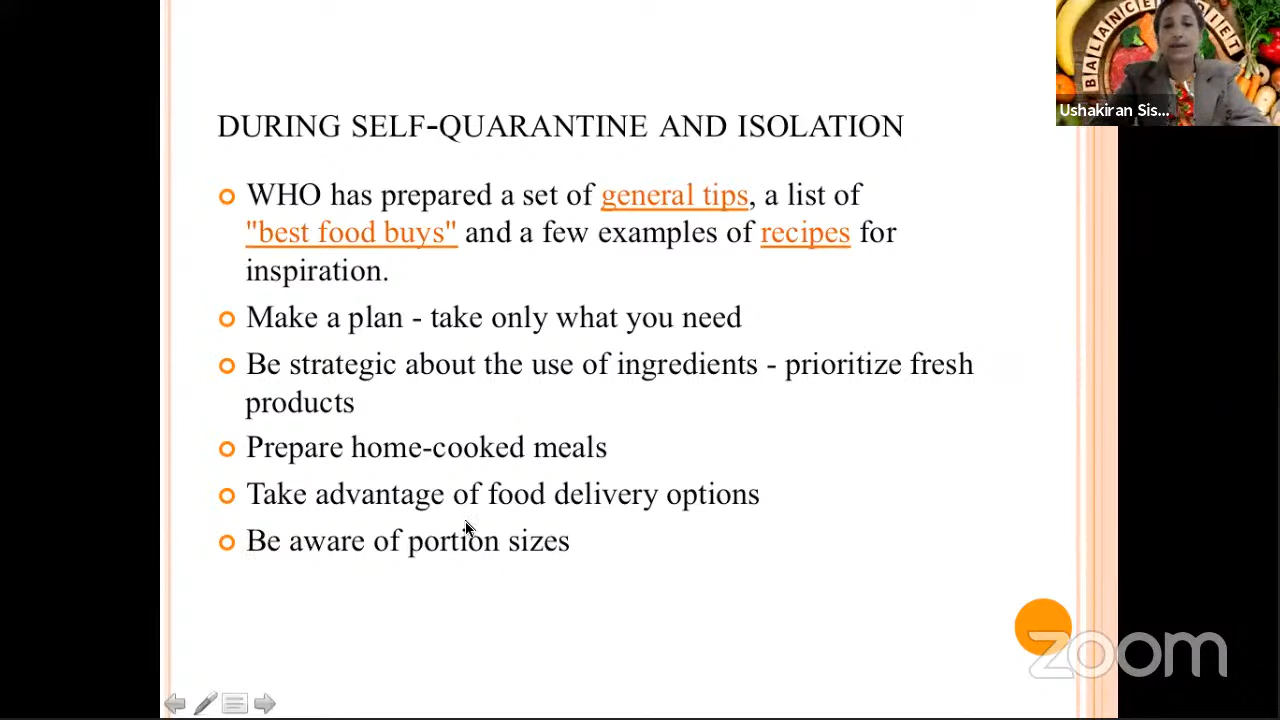 BALANCE DIET
Ushakiran Sis...
DURING SELF-QUARANTINE AND ISOLATION
WHO has prepared a set of general tips, a list of
"best food buys" and a few examples of recipes for
inspiration.
Make a plan - take only what you need
Be strategic about the use of ingredients - prioritize fresh
products
Prepare home-cooked meals
Take advantage of food delivery options
Be aware of portion sizes
zoom